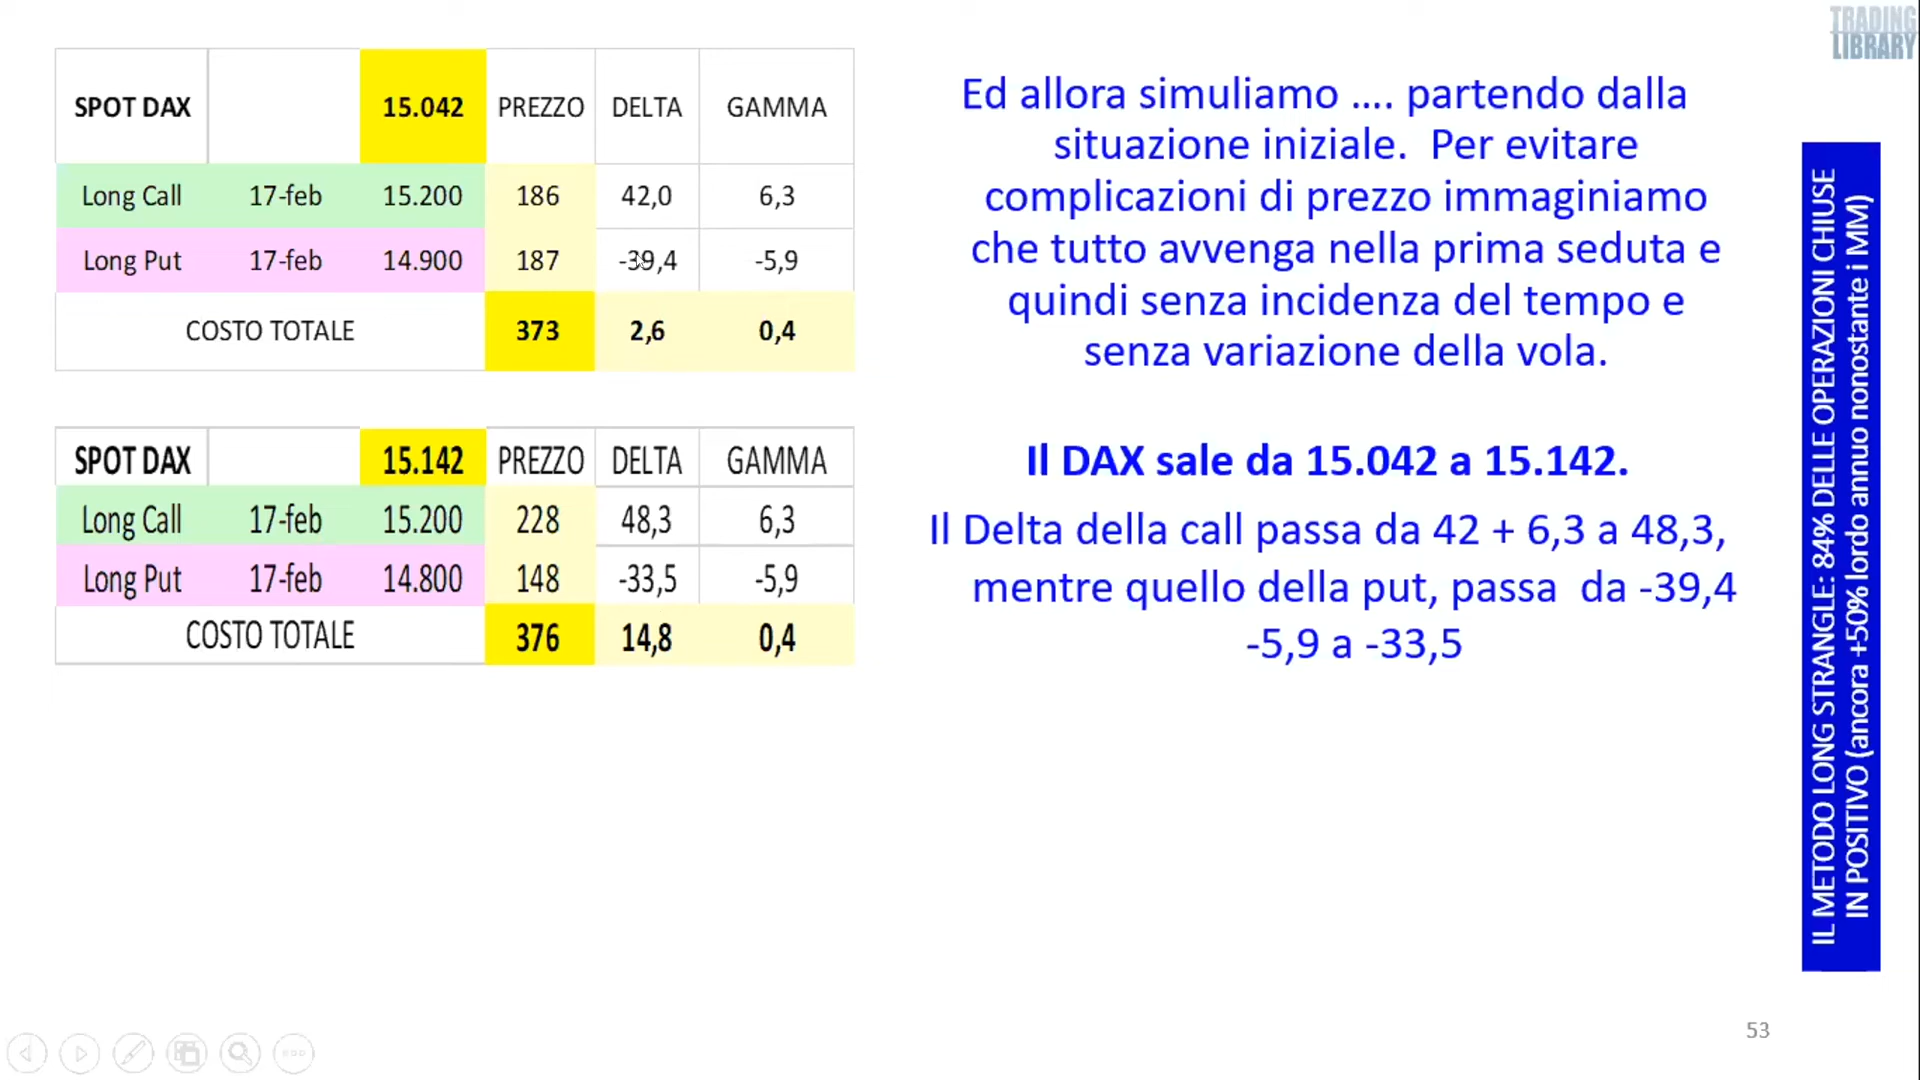 TRADING
LIBRARY
SPOT DAX 15.042 PREZZO DELTA GAMMA
Long Call 17-feb 15.200 186 42,0 6,3
Long Put 17-feb 14.900 187 -39,4 -5,9
COSTO TOTALE 373 2,6 0,4
SPOT DAX 15.142 PREZZO DELTA GAMMA
Long Call 17-feb 15.200 228 48,3 6,3
Long Put 17-feb 14.800 148 -33,5 -5,9
COSTO TOTALE 376 14,8 0,4
Ed allora simuliamo .... partendo dalla
situazione iniziale. Per evitare
complicazioni di prezzo immaginiamo
che tutto avvenga nella prima seduta e
quindi senza incidenza del tempo e
senza variazione della vola.
Il DAX sale da 15.042 a 15.142.
Il Delta della call passa da 42 + 6,3 a 48,3,
mentre quello della put, passa da -39,4
-5,9 a -33,5
IL METODO LONG STRANGLE: 84% DELLE OPERAZIONI CHIUSE
IN POSITIVO (ancora +50% lordo annuo nonostante i MM)
53